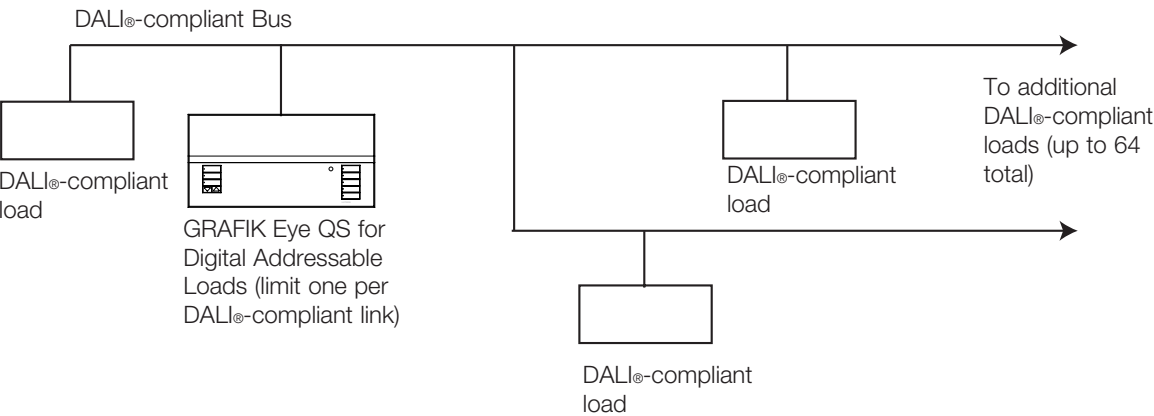 DALI®-compliant Bus
To additional
DALI®-compliant
loads (up to 64
total)
DALI®-compliant
load
GRAFIK Eye QS for
Digital Addressable
Loads (limit one per
DALI®-compliant link)
DALI®-compliant
load
DALI®-compliant
load